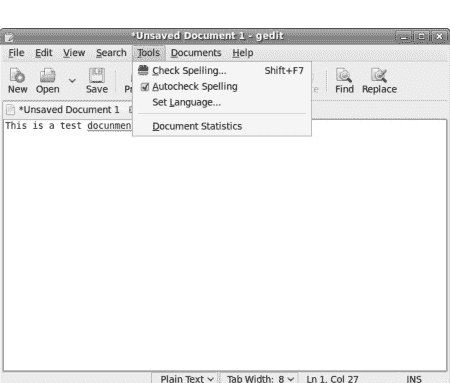 *Unsaved Document 1 - gedit
File Edit View Search Tools Documents Help
New Open Save Find Replace
Check Spelling... Shift+F7
Autocheck Spelling
Set Language...
Document Statistics
*Unsaved Document 1
This is a test
Plain Text Tab Width: 8 Ln 1, Col 27 INS